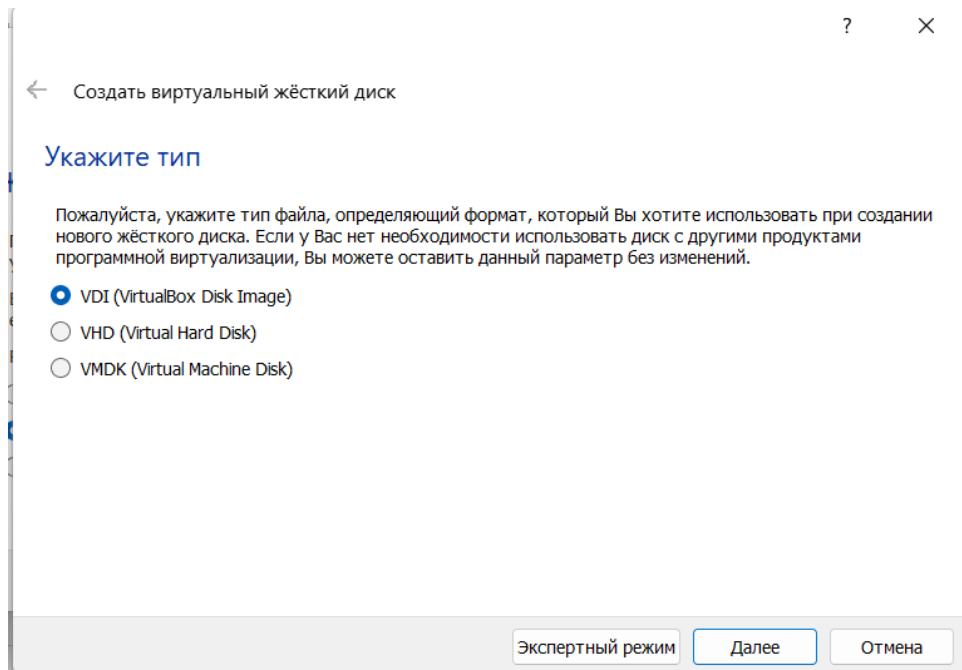 ?
Создать виртуальный жёсткий диск
Укажите тип
Пожалуйста, укажите тип файла, определяющий формат, который Вы хотите использовать при создании
нового жёсткого диска. Если у Вас нет необходимости использовать диск с другими продуктами
программной виртуализации, Вы можете оставить данный параметр без изменений.
VDI (VirtualBox Disk Image)
VHD (Virtual Hard Disk)
VMDK (Virtual Machine Disk)
Экспертный режим Далее Отмена